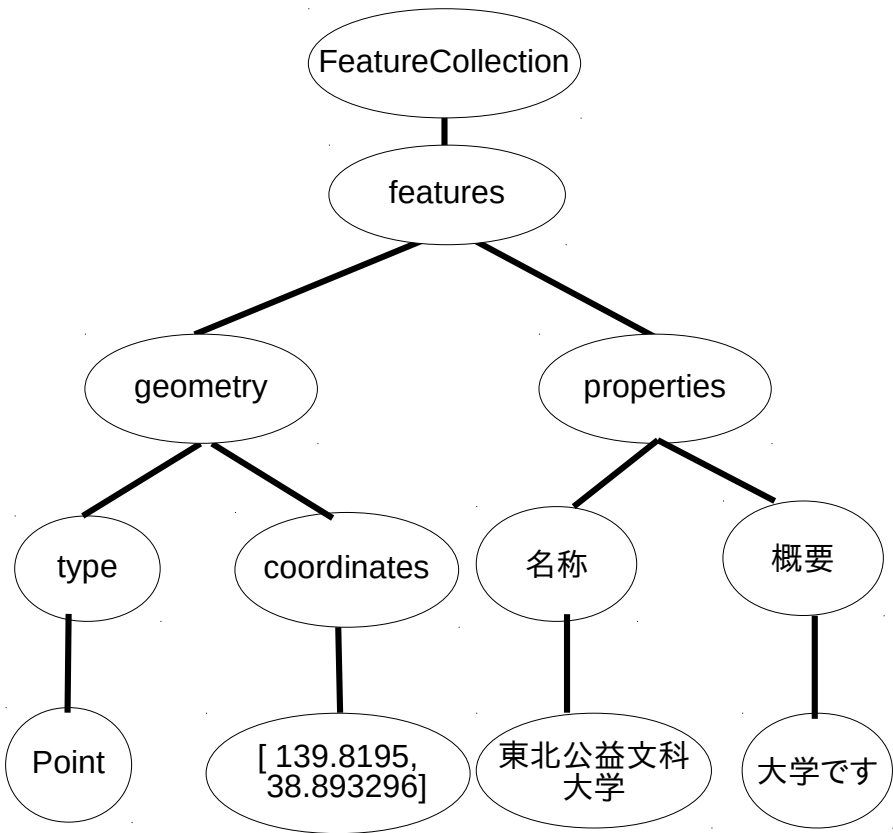 FeatureCollection
features
geometry
properties
type
coordinates
名称
概要
Point
[ 139.8195,
38.893296]
東北公益文科
大学
大学です